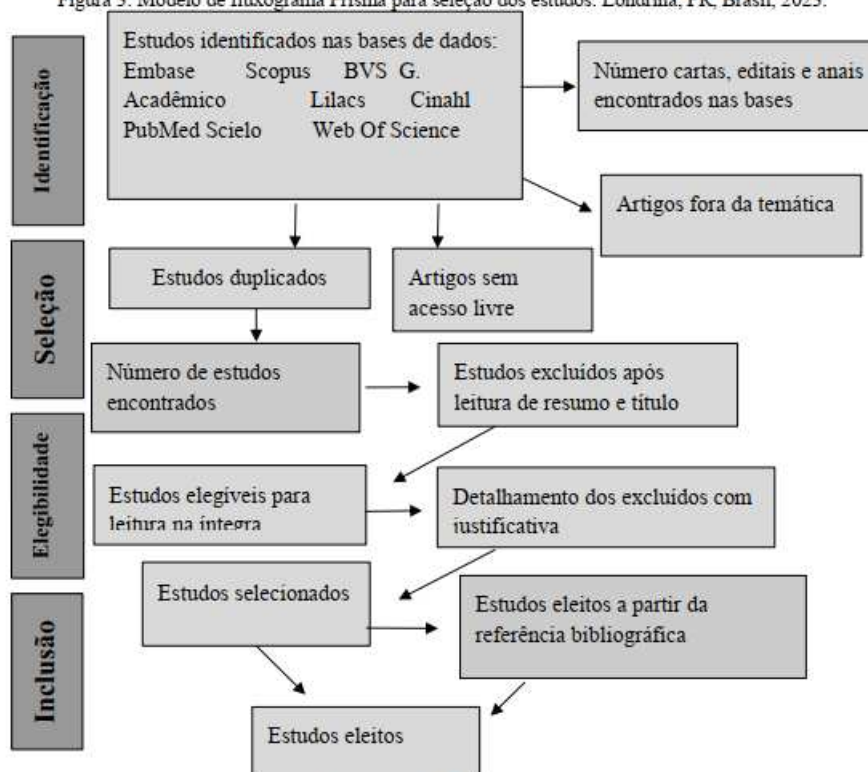 Figura 3. Modelo de fluxograma Prisma para seleção dos estudos. Londrina, PR, Brasil, 2023.
Identificação
Estudos identificados nas bases de dados:
Embase Scopus BVS G.
Acadêmico Lilacs Cinahl
PubMed Scielo Web Of Science
Número cartas, editais e anais
encontrados nas bases
Artigos fora da temática
Seleção
Estudos duplicados
Artigos sem
acesso livre
Número de estudos
encontrados
Estudos excluídos após
leitura de resumo e título
Elegibilidade
Estudos elegíveis para
leitura na íntegra
Detalhamento dos excluídos com
justificativa
Inclusão
Estudos selecionados
Estudos eleitos a partir da
referência bibliográfica
Estudos eleitos